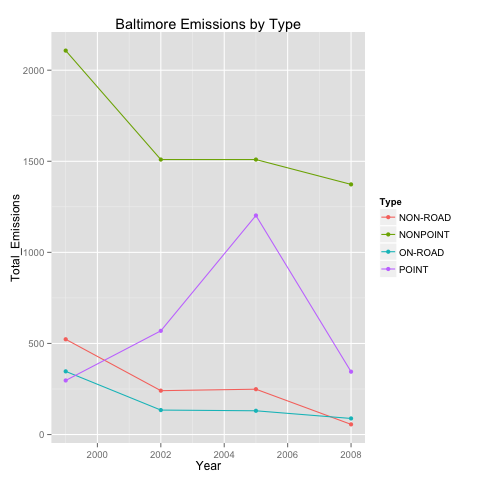 Baltimore Emissions by Type
Total_Emissions
2000
1500
1000
500
0
2000
2002
2004
2006
2008
Year
Type
NON-ROAD
NONPOINT
ON-ROAD
POINT